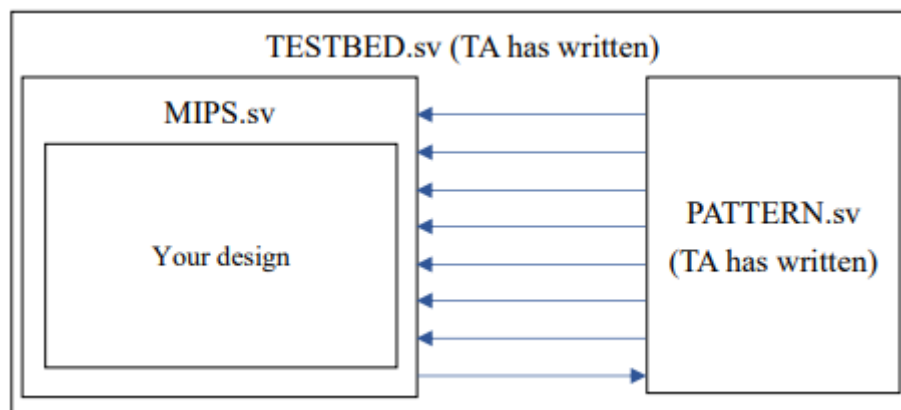 TESTBED.sv (TA has written)
MIPS.sv
Your design
PATTERN.sv
(TA has written)